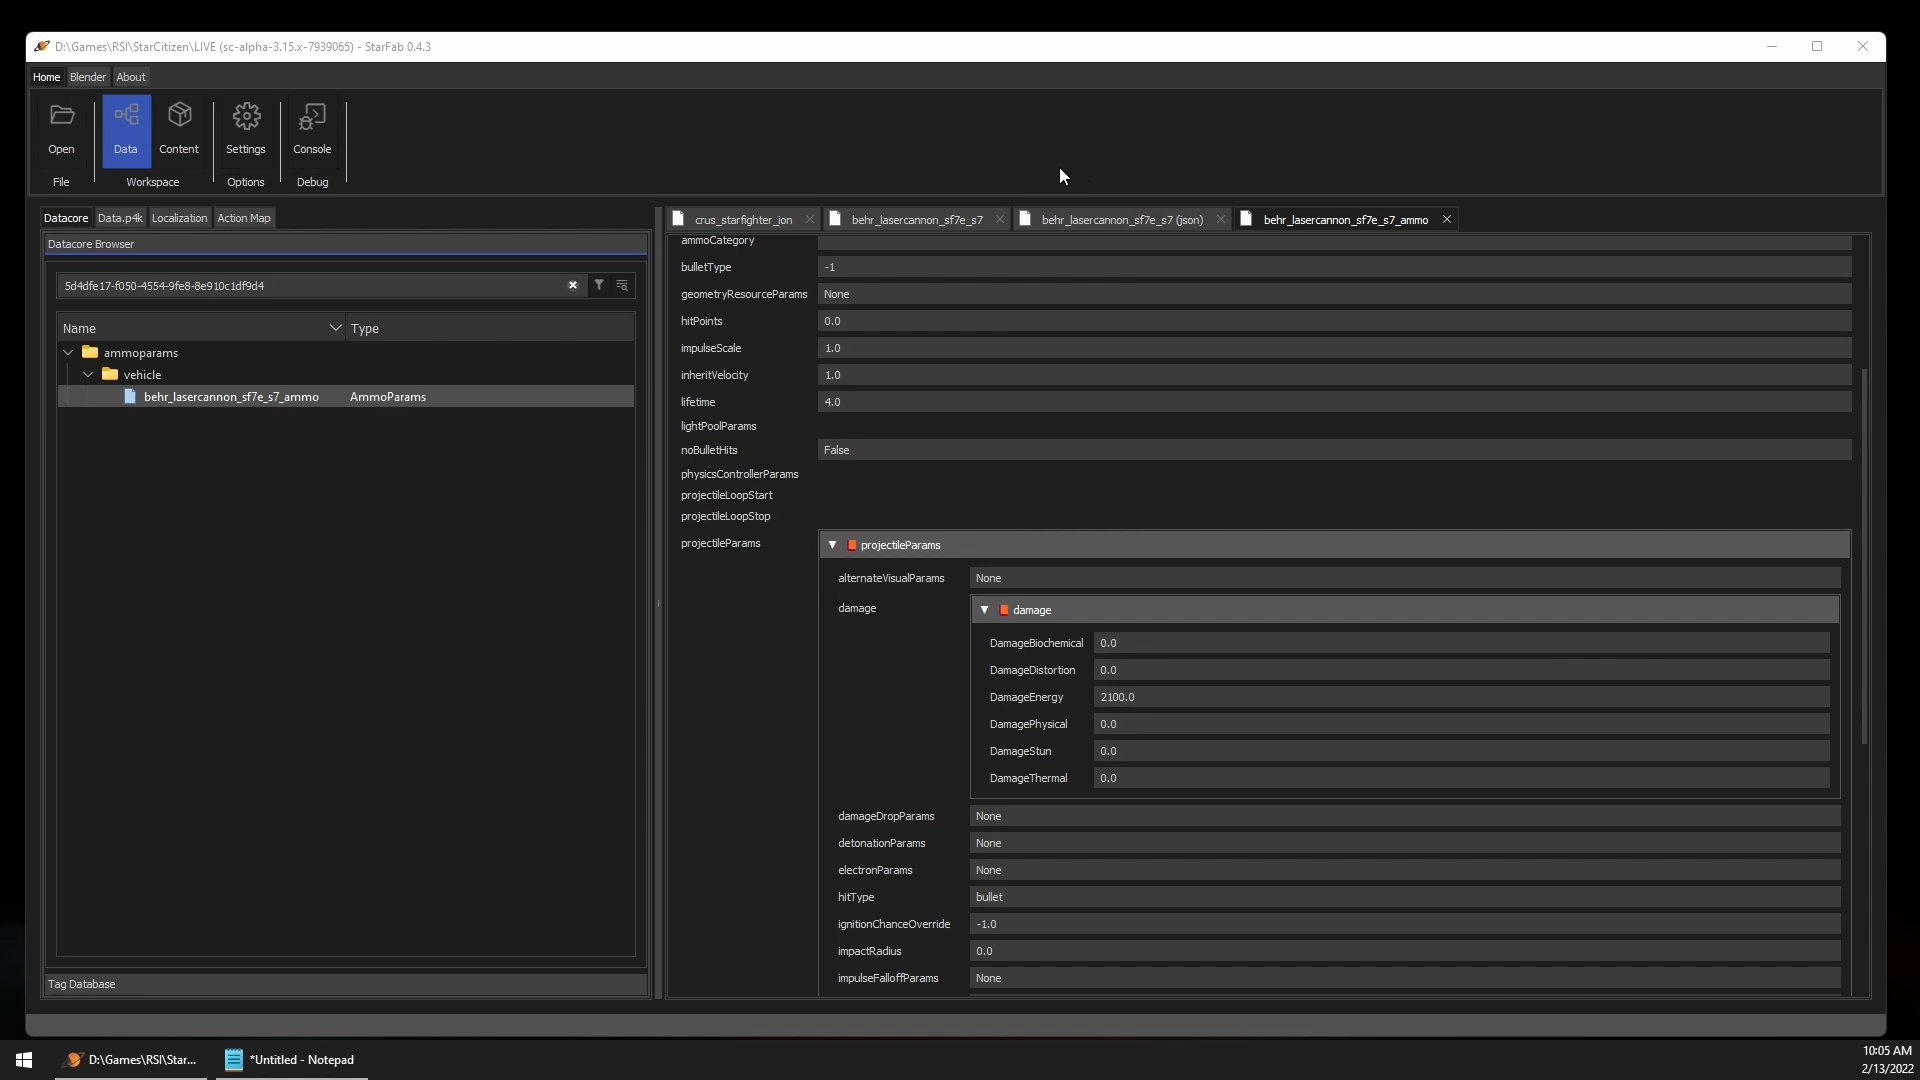 D:\Games\RSI\StarCitizen\LIVE (sc-alpha-3.15.x-7939065) - StarFab 0.4.3
Home Blender About
Open Data Content Settings Console
File Workspace Options Debug
Datacore Data.p4k Localization Action Map
Datacore Browser
5d4dfe17-f050-4554-9fe8-8e910c1df9d4
Name Type
ammoparams
vehicle
behr_lasercannon_sf7e_s7_ammo AmmoParams
Tag Database
crus_starfighter_ion behr_lasercannon_sf7e_s7 behr_lasercannon_sf7e_s7 (json) behr_lasercannon_sf7e_s7_ammo
ammoCategory
bulletType -1
geometryResourceParams None
hitPoints 0.0
impulseScale 1.0
inheritVelocity 1.0
lifetime 4.0
lightPoolParams
noBulletHits False
physicsControllerParams
projectileLoopStart
projectileLoopStop
projectileParams projectileParams
alternateVisualParams None
damage damage
DamageBiochemical 0.0
DamageDistortion 0.0
DamageEnergy 2100.0
DamagePhysical 0.0
DamageStun 0.0
DamageThermal 0.0
damageDropParams None
detonationParams None
electronParams None
hitType bullet
ignitionChanceOverride -1.0
impactRadius 0.0
impulseFalloffParams None
D:\Games\RSI\Star... *Untitled - Notepad
10:05 AM
2/13/2022